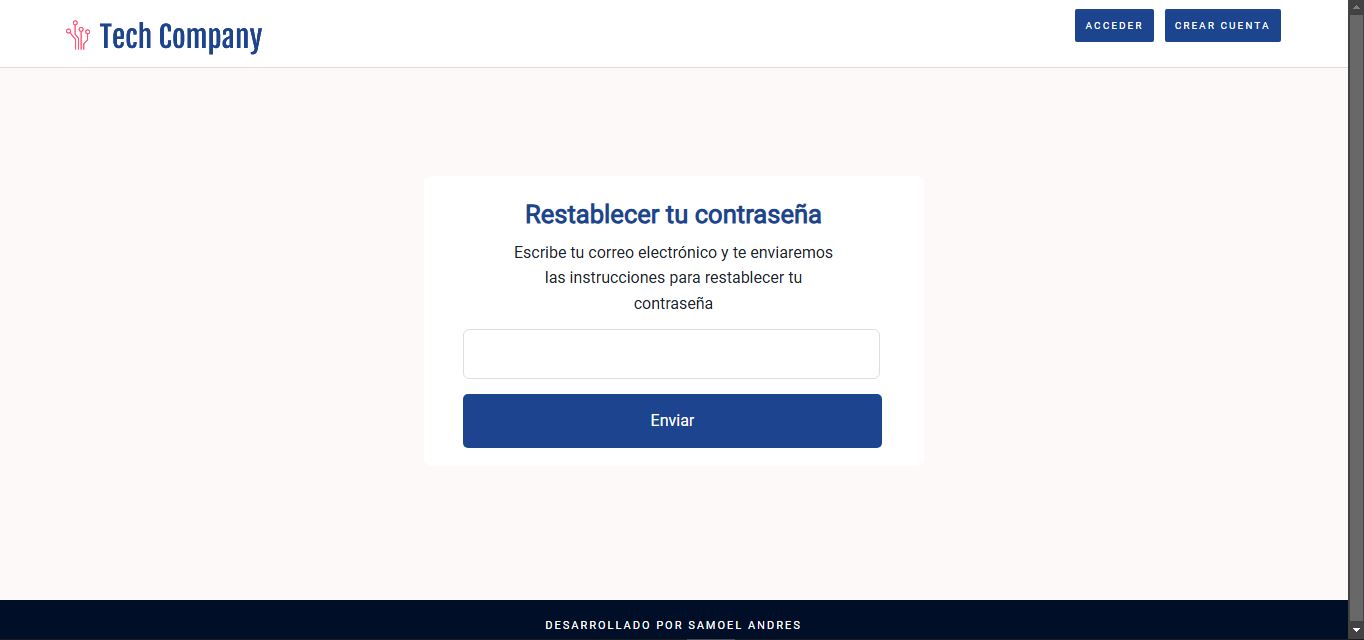 Tech Company
ACCEDER
CREAR CUENTA
Restablecer tu contraseña
Escribe tu correo electrónico y te enviaremos
las instrucciones para restablecer tu
contraseña
Enviar
DESARROLLADO POR SAMOEL ANDRES